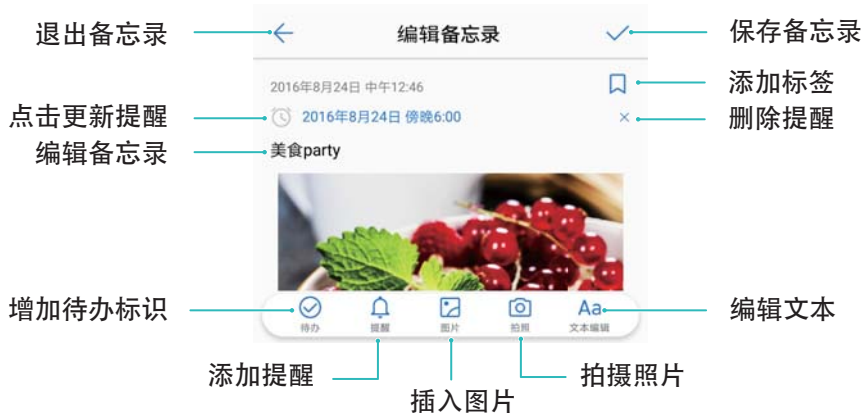 退出备忘录
编辑备忘录
保存备忘录
2016年8月24日 中午12:46
添加标签
点击更新提醒
2016年8月24日 傍晚6:00
删除提醒
编辑备忘录
美食party
增加待办标识
待办
提醒
图片
拍照
Aa
文本编辑
编辑文本
添加提醒
插入图片
拍摄照片